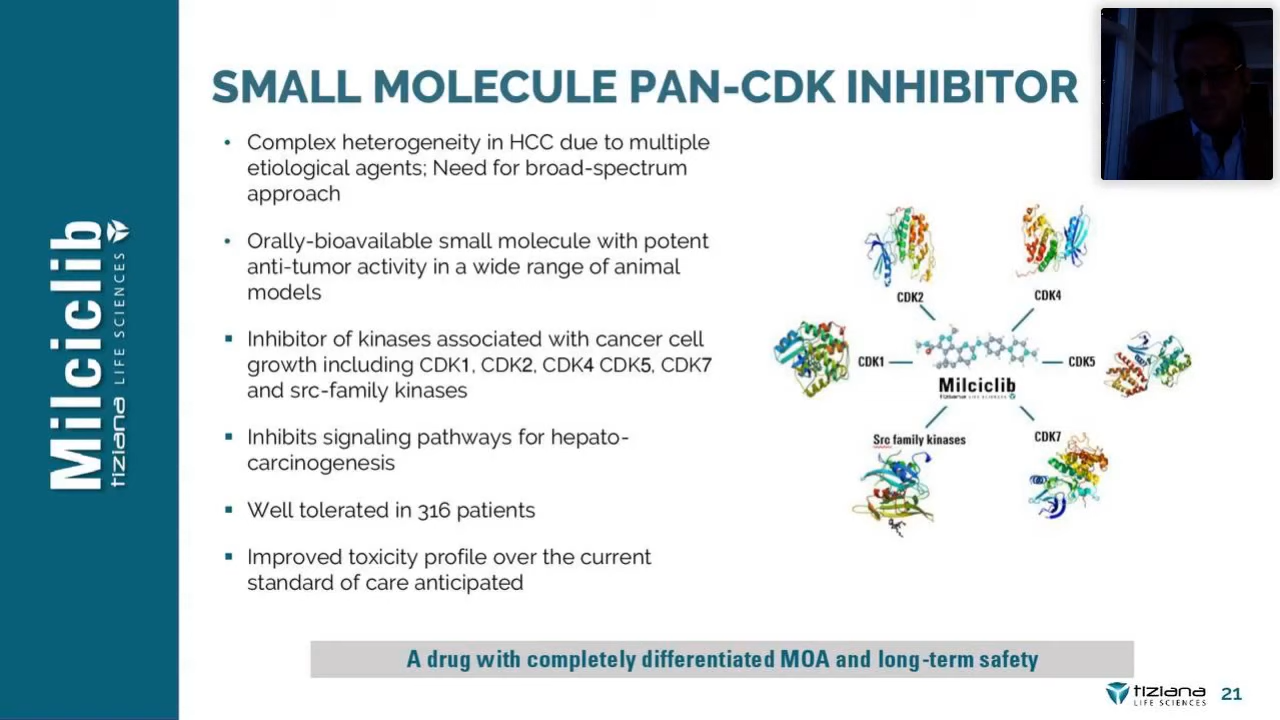 SMALL MOLECULE PAN-CDK INHIBITOR
Milciclib
tiziana LIFE SCIENCES
Complex heterogeneity in HCC due to multiple
etiological agents; Need for broad-spectrum
approach
Orally-bioavailable small molecule with potent
anti-tumor activity in a wide range of animal
models
Inhibitor of kinases associated with cancer cell
growth including CDK1, CDK2, CDK4 CDK5, CDK7
and src-family kinases
Inhibits signaling pathways for hepato-
carcinogenesis
Well tolerated in 316 patients
Improved toxicity profile over the current
standard of care anticipated
CDK2
CDK4
CDK1
CDK5
Milciclib
tiziana LIFE SCIENCES
Src family kinases
CDK7
A drug with completely differentiated MOA and long-term safety
tiziana
LIFE SCIENCES
21